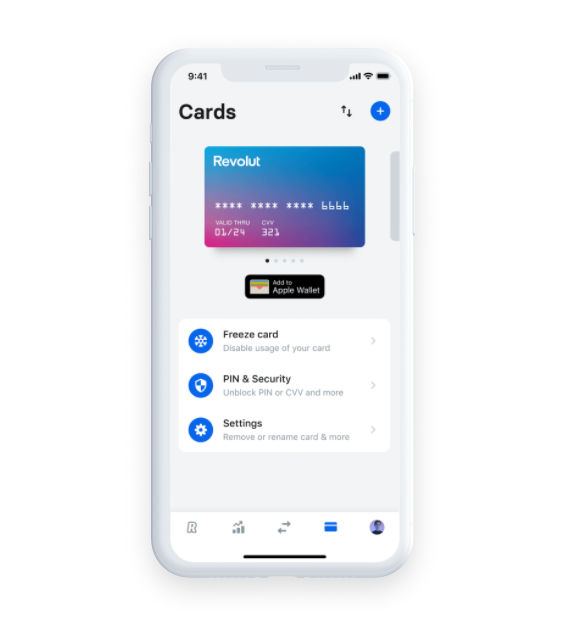 9:41
Cards
Revolut
**** **** **** 6666
VALID THRU CVV
01/24 321
Add to
Apple Wallet
Freeze card
Disable usage of your card
PIN & Security
Unblock PIN or CVV and more
Settings
Remove or rename card & more
R